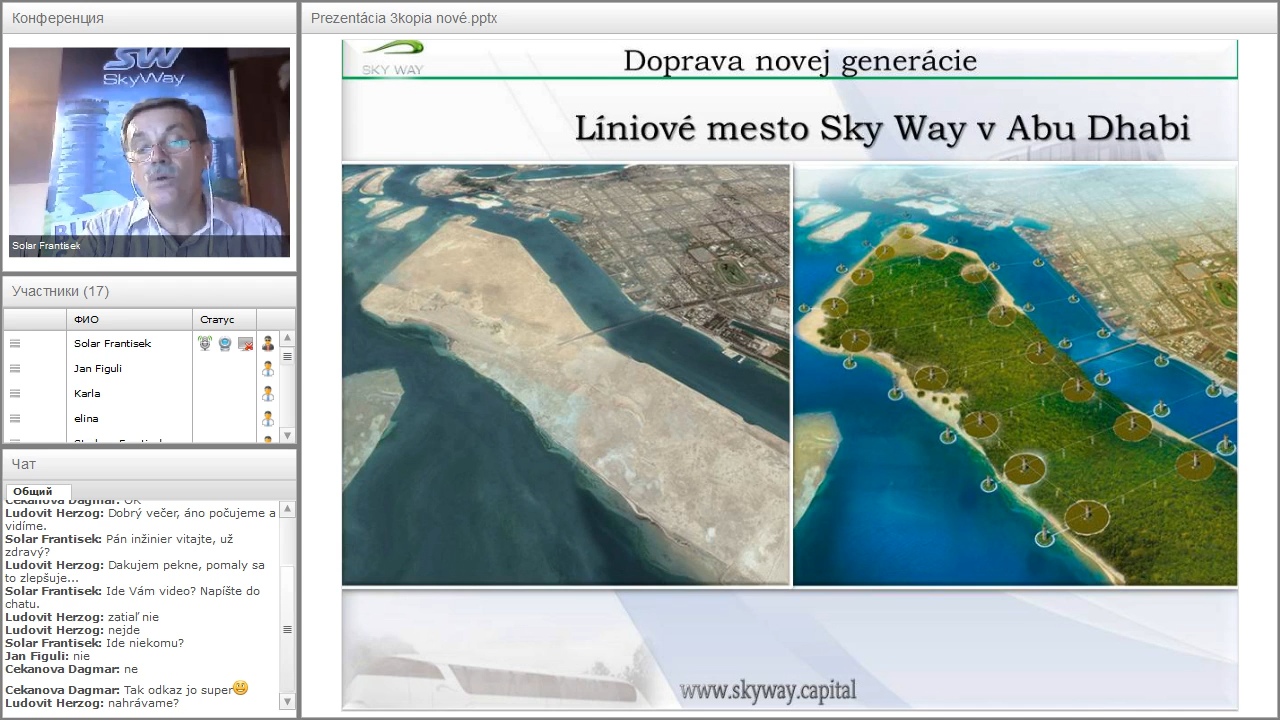 Конференция
SW
SkyWay
Solar Frantisek
Участники (17)
ФИО
Статус
Solar Frantisek
Jan Figuli
Karla
elina
Чат
Общий
Cekanova Dagmar: OK
Ludovit Herzog: Dobrý večer, áno počujeme a
vidíme.
Solar Frantisek: Pán inžinier vitajte, už
zdravý?
Ludovit Herzog: Dakujem pekne, pomaly sa
to zlepšuje...
Solar Frantisek: Ide Vám video? Napíšte do
chatu.
Ludovit Herzog: zatiaľ nie
Ludovit Herzog: nejde
Solar Frantisek: Ide niekomu?
Jan Figuli: nie
Cekanova Dagmar: ne
Cekanova Dagmar: Tak odkaz jo super
Ludovit Herzog: nahrávame?
Prezentácia 3kopia nové.pptx
SKY WAY
Doprava novej generácie
Líniové mesto Sky Way v Abu Dhabi
www.skyway.capital